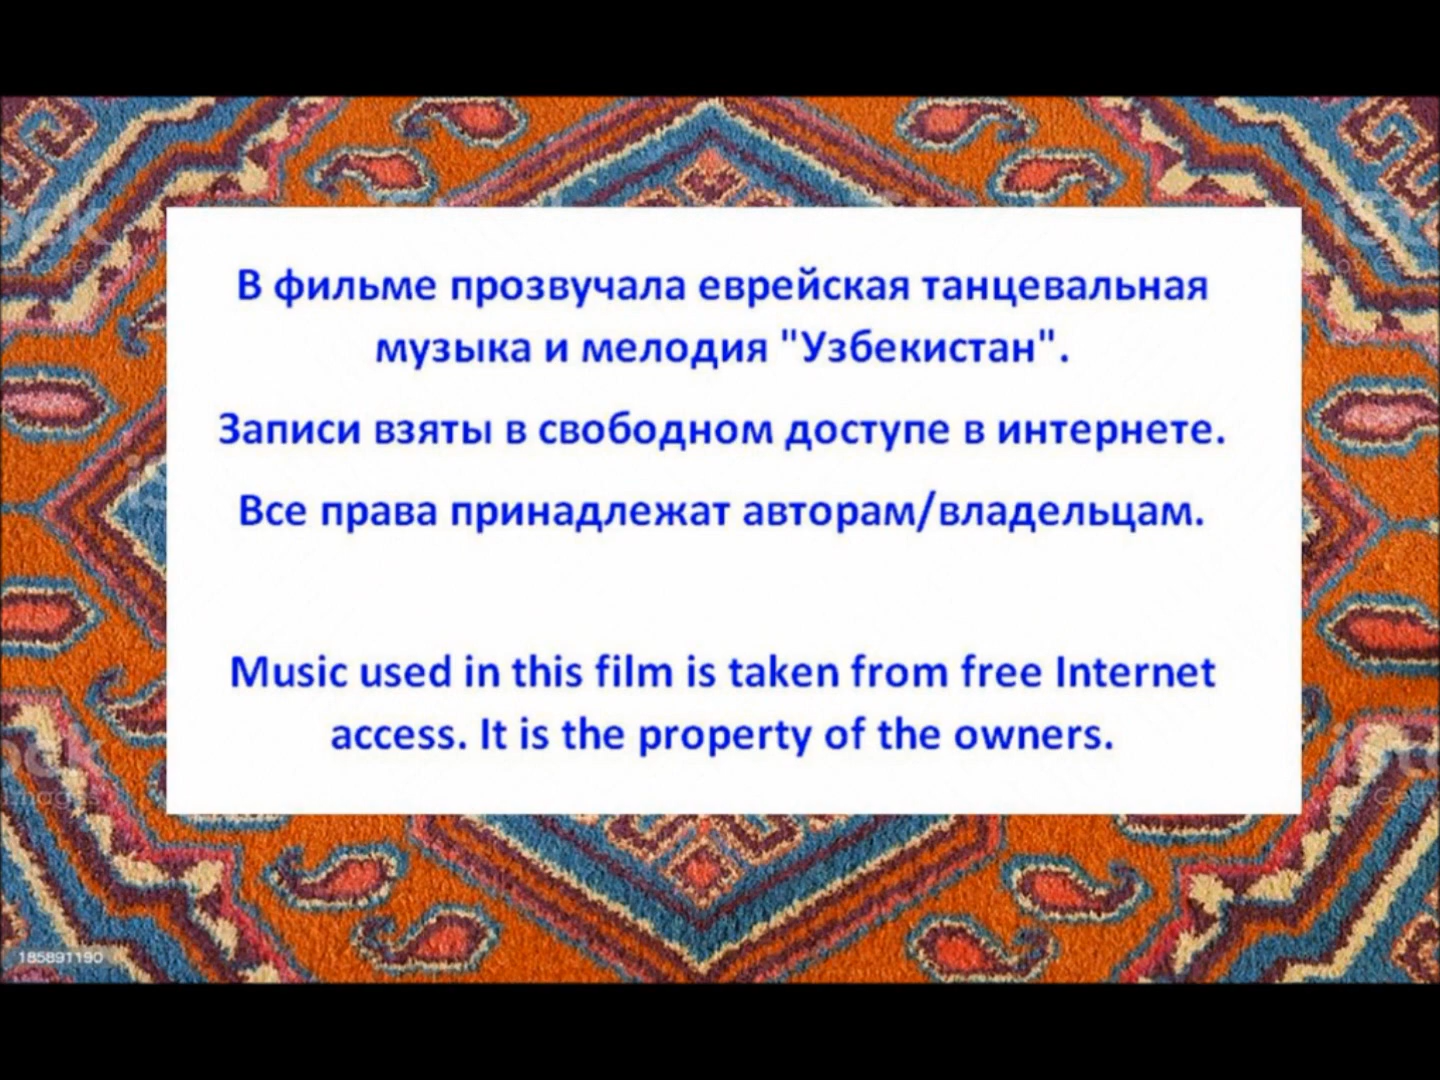 В фильме прозвучала еврейская танцевальная
музыка и мелодия "Узбекистан".
Записи взяты в свободном доступе в интернете.
Все права принадлежат авторам/владельцам.
Music used in this film is taken from free Internet
access. It is the property of the owners.
185891190